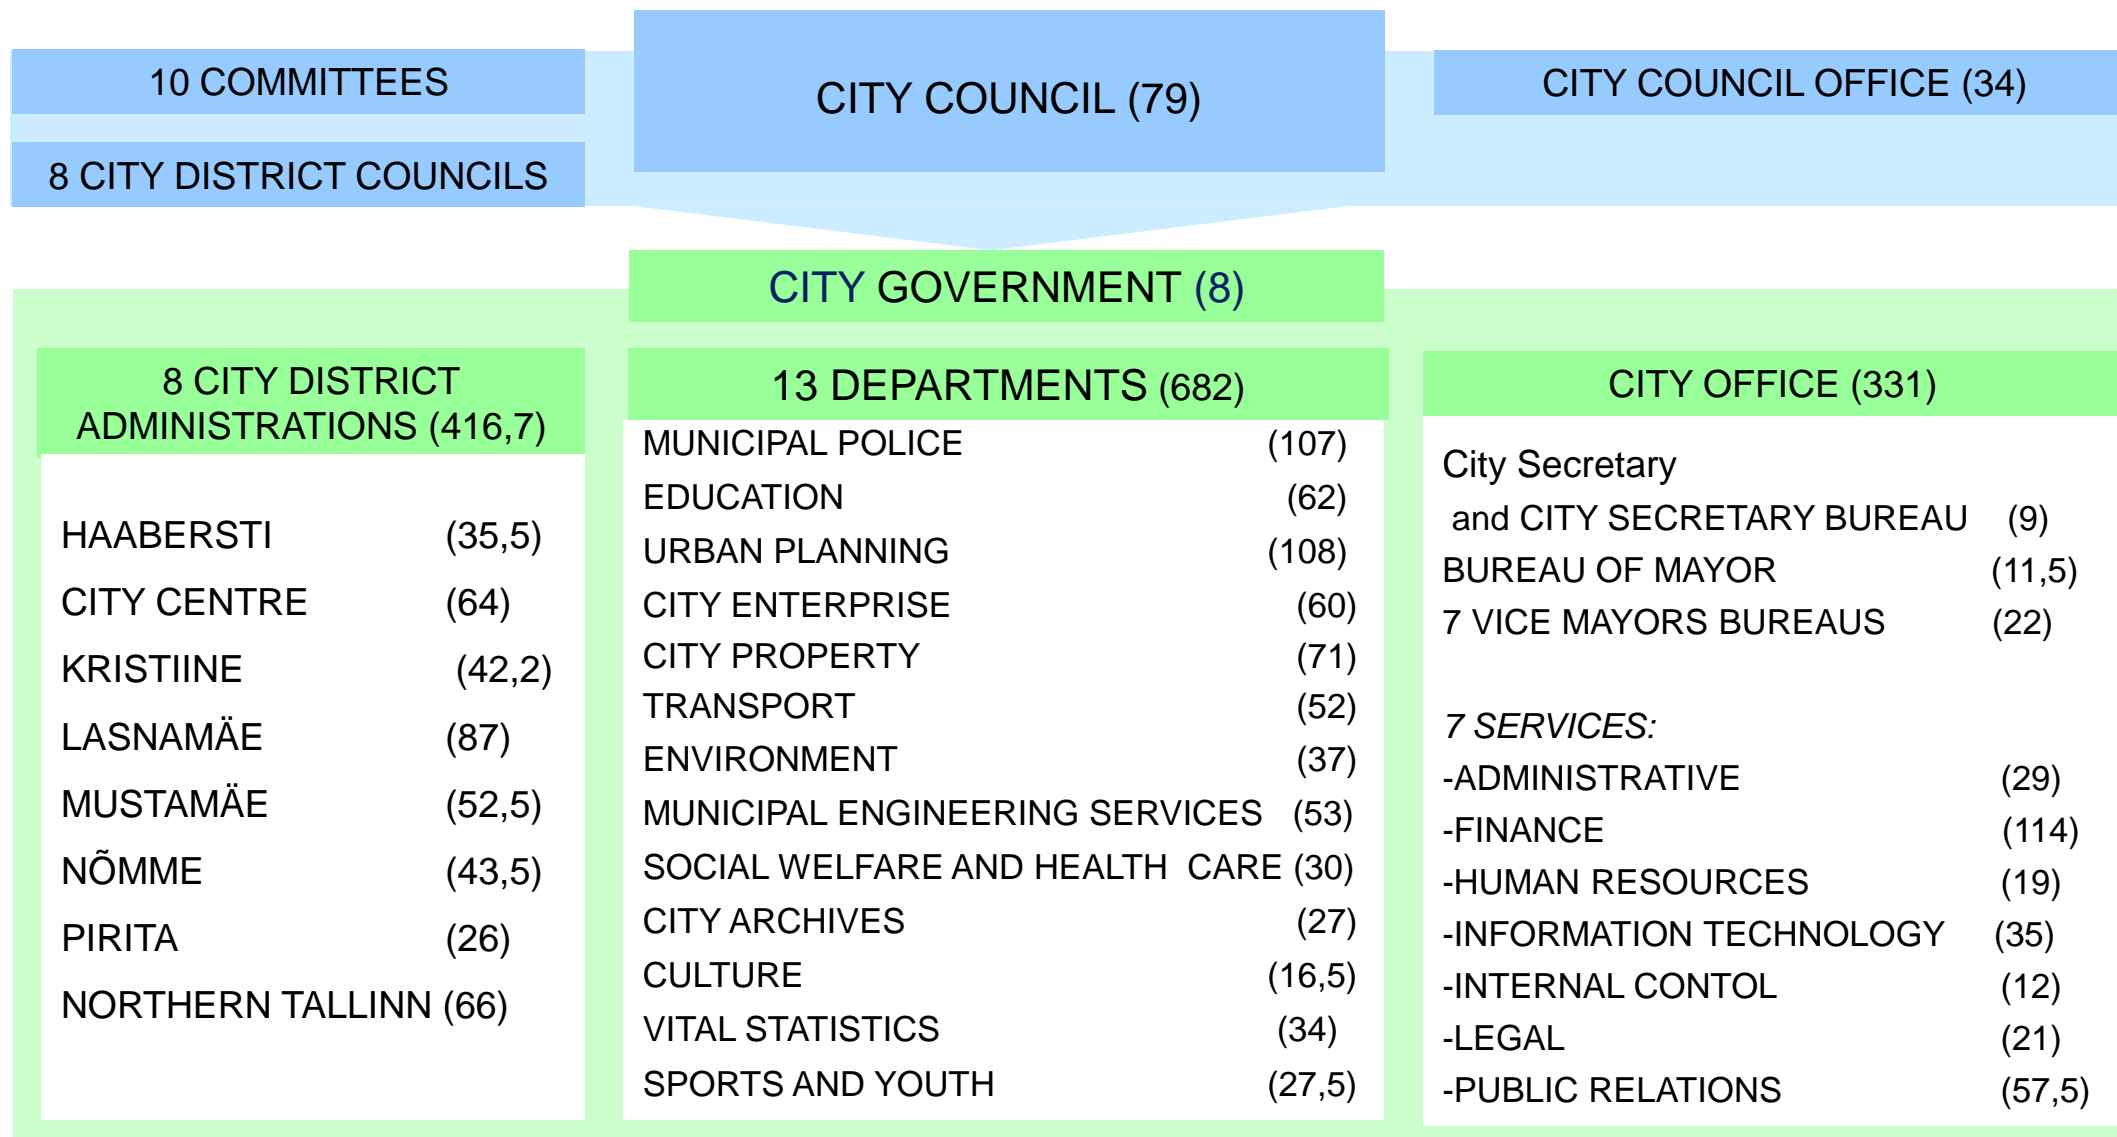 10 COMMITTEES
CITY COUNCIL (79)
CITY COUNCIL OFFICE (34)
8 CITY DISTRICT COUNCILS
CITY GOVERNMENT (8)
8 CITY DISTRICT
ADMINISTRATIONS (416,7)
HAABERSTI (35,5)
CITY CENTRE (64)
KRISTIINE (42,2)
LASNAMÄE (87)
MUSTAMÄE (52,5)
NÕMME (43,5)
PIRITA (26)
NORTHERN TALLINN (66)
13 DEPARTMENTS (682)
MUNICIPAL POLICE (107)
EDUCATION (62)
URBAN PLANNING (108)
CITY ENTERPRISE (60)
CITY PROPERTY (71)
TRANSPORT (52)
ENVIRONMENT (37)
MUNICIPAL ENGINEERING SERVICES (53)
SOCIAL WELFARE AND HEALTH CARE (30)
CITY ARCHIVES (27)
CULTURE (16,5)
VITAL STATISTICS (34)
SPORTS AND YOUTH (27,5)
CITY OFFICE (331)
City Secretary
and CITY SECRETARY BUREAU (9)
BUREAU OF MAYOR (11,5)
7 VICE MAYORS BUREAUS (22)
7 SERVICES:
-ADMINISTRATIVE (29)
-FINANCE (114)
-HUMAN RESOURCES (19)
-INFORMATION TECHNOLOGY (35)
-INTERNAL CONTOL (12)
-LEGAL (21)
-PUBLIC RELATIONS (57,5)